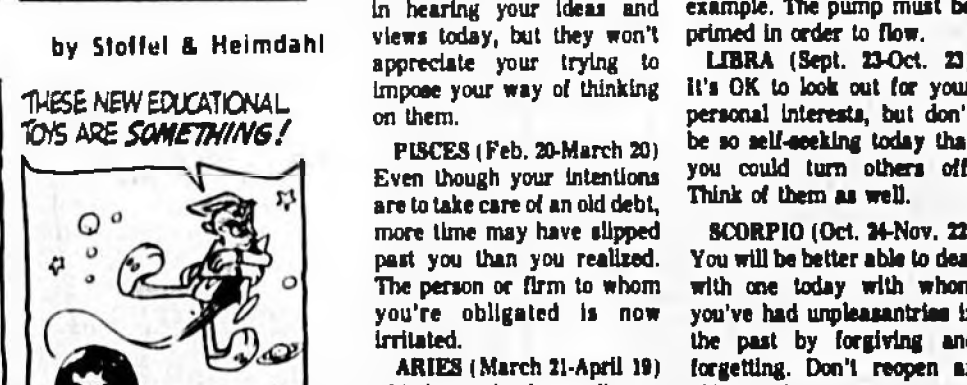 by Stoffel & Heimdahl
THESE NEW EDUCATIONAL
TOYS ARE SOMETHING!
in hearing your ideas and
views today, but they won't
appreciate your trying to
impose your way of thinking
on them.
PISCES (Feb. 20-March 20)
Even though your intentions
are to take care of an old debt,
more time may have slipped
past you than you realized.
The person or firm to whom
you're obligated is now
irritated.
ARIES (March 21-April 19)
example. The pump must be
primed in order to flow.
LIBRA (Sept. 23-Oct. 23
It's OK to look out for your
personal interests, but don'
be so self-seeking today tha
you could turn others off
Think of them as well.
SCORPIO (Oct. 24-Nov. 22
You will be better able to dea
with one today with whom
you've had unpleasantries i
the past by forgiving and
forgetting. Don't reopen a